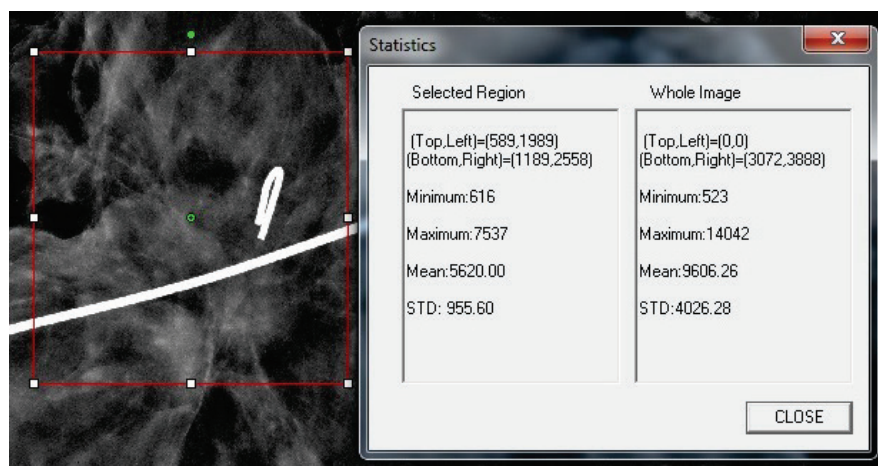 Statistics
Selected Region
(Top,Left)=(589,1989)
(Bottom,Right)=(1189,2558)
Minimum:616
Maximum:7537
Mean:5620.00
STD: 955.60
Whole Image
(Top,Left)=(0,0)
(Bottom,Right)=(3072,3888)
Minimum:523
Maximum:14042
Mean:9606.26
STD:4026.28
CLOSE